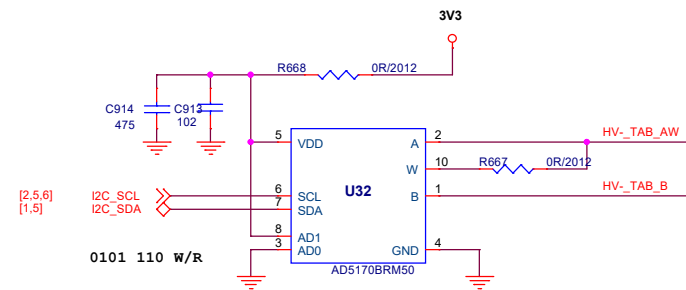 3V3
R668 0R/2012
C914 C913
475 102
5 VDD A 2 HV-_TAB_AW
W 10 R667 0R/2012
[2,5,6] I2C_SCL 6 SCL U32 B 1 HV-_TAB_B
[1,5] I2C_SDA 7 SDA
8 AD1
3 AD0 GND 4
0101 110 W/R
AD5170BRM50